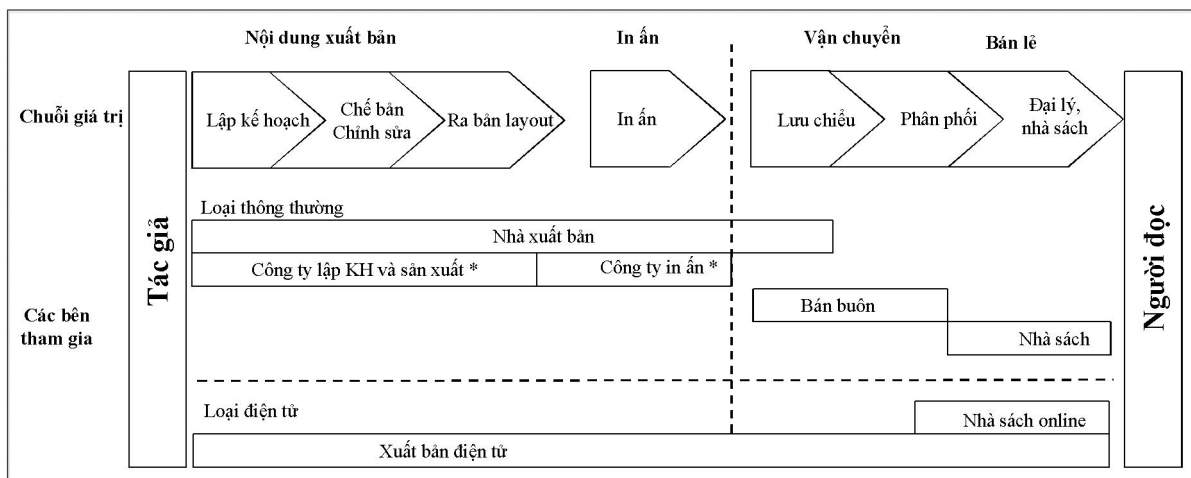 Nội dung xuất bản
In ấn
Vận chuyển
Bán lẻ
Chuỗi giá trị
Lập kế hoạch
Chế bản
Chỉnh sửa
Ra bản layout
In ấn
Lưu chiểu
Phân phối
Đại lý,
nhà sách
Tác giả
Người đọc
Các bên
tham gia
Loại thông thường
Nhà xuất bản
Công ty lập KH và sản xuất *
Công ty in ấn *
Bán buôn
Nhà sách
Loại điện tử
Nhà sách online
Xuất bản điện tử